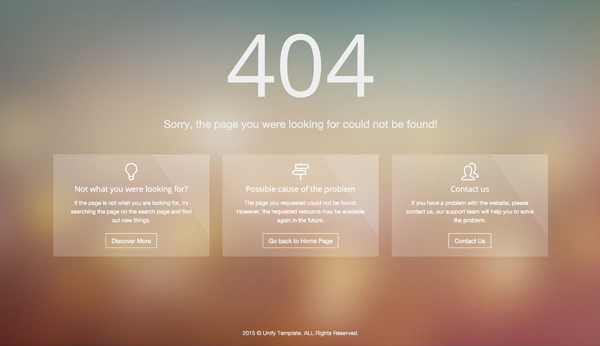 404
Sorry, the page you were looking for could not be found!
Not what you were looking for?
If the page is not what you are looking for, try
searching the page on the search page and find
out new things.
Discover More
Possible cause of the problem
The page you requested could not be found.
However, the requested resource may be available
again in the future.
Go back to Home Page
Contact us
If you have a problem with the website, please
contact us, our support team will help you to solve
the problem.
Contact Us
2015 © Unify Template. ALL Rights Reserved.